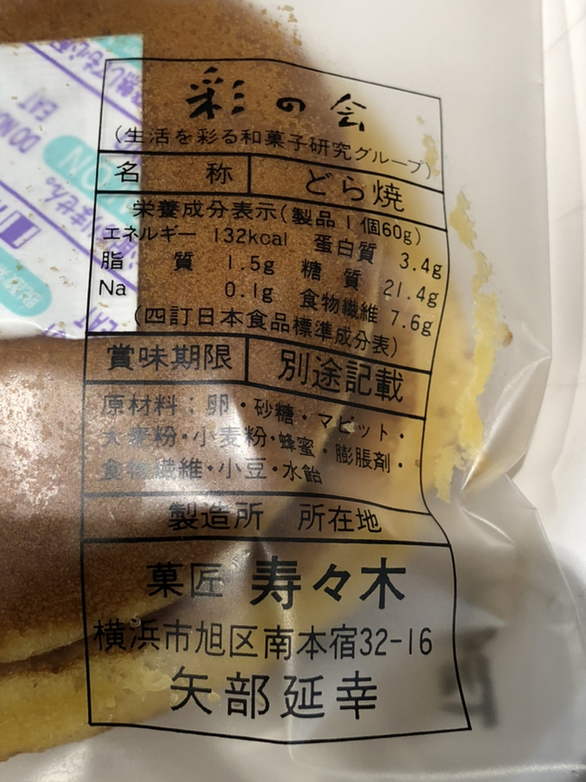 彩の会
(生活を彩る和菓子研究グループ)
名 称 どら焼
栄養成分表示(製品1個60g)
エネルギー 132kcal 蛋白質 3.4g
脂 質 1.5g 糖 質 21.4g
Na 0.1g 食物繊維 7.6g
(四訂日本食品標準成分表)
賞味期限 別途記載
原材料:卵・砂糖・マビット・
大麦粉・小麦粉・蜂蜜・膨脹剤・
食物繊維・小豆・水飴
製造所 所在地
菓匠 寿々木
横浜市旭区南本宿32-16
矢部延幸
DO NO
EAT